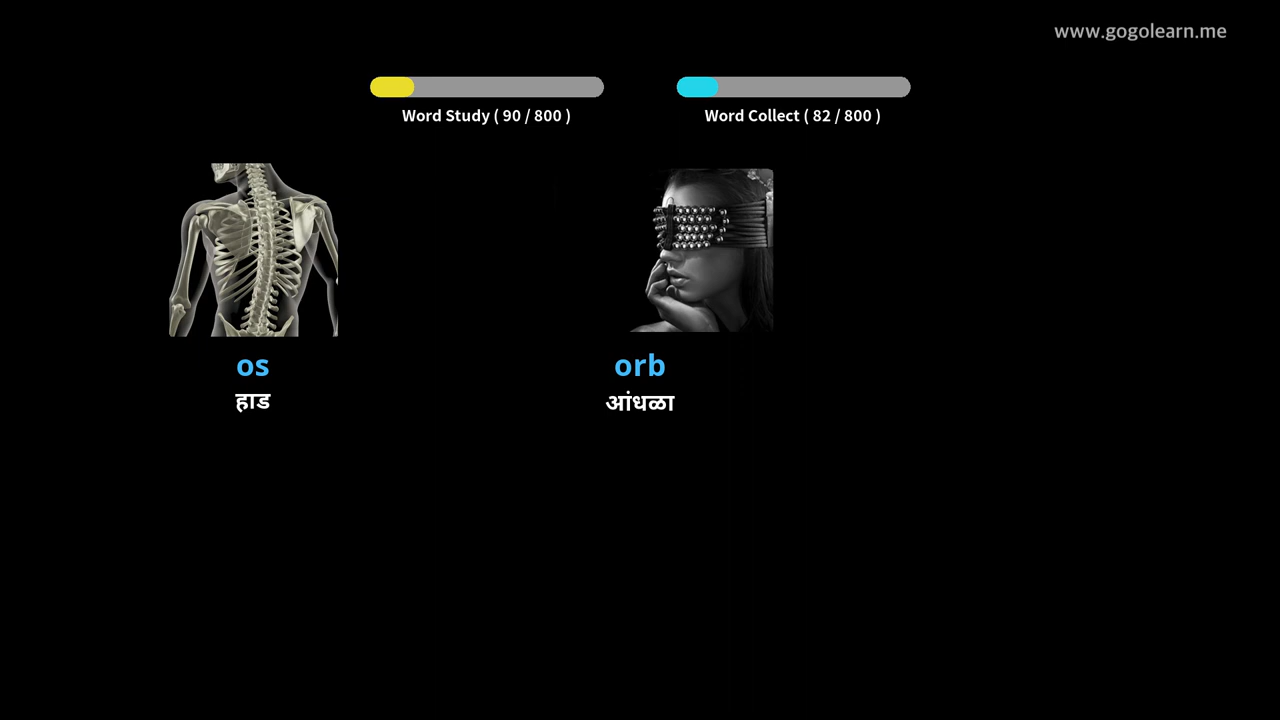 www.gogolearn.me
Word Study ( 90 / 800 )
Word Collect ( 82 / 800 )
os
हाड
orb
आंधळा